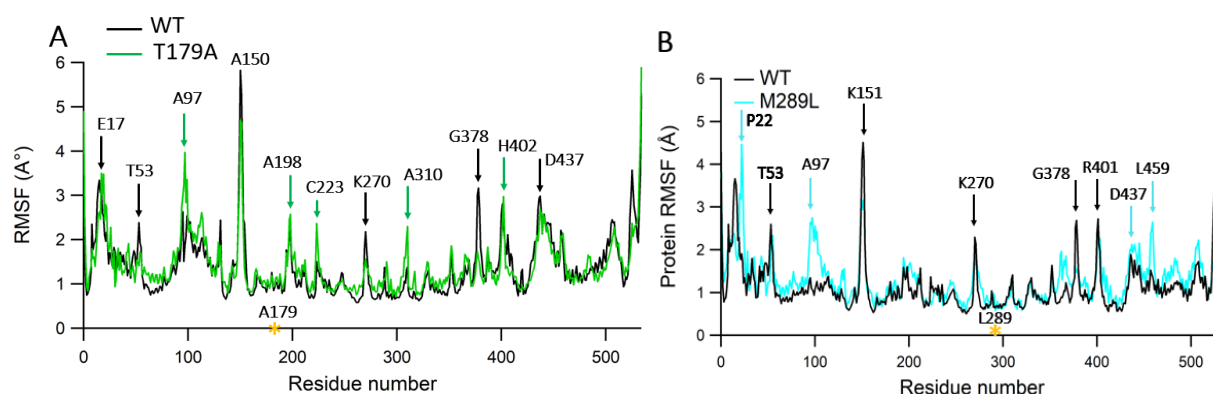 A
WT
T179A
RMSF (A°)
6
5
4
3
2
1
0
E17
T53
A97
A150
A198
C223
K270
A310
G378
H402
D437
A179
*
0
100
200
300
400
500
Residue number
B
WT
M289L
Protein RMSF (Å)
6
5
4
3
2
1
0
P22
T53
A97
K151
K270
G378
R401
D437
L459
L289
*
0
100
200
300
400
500
Residue number